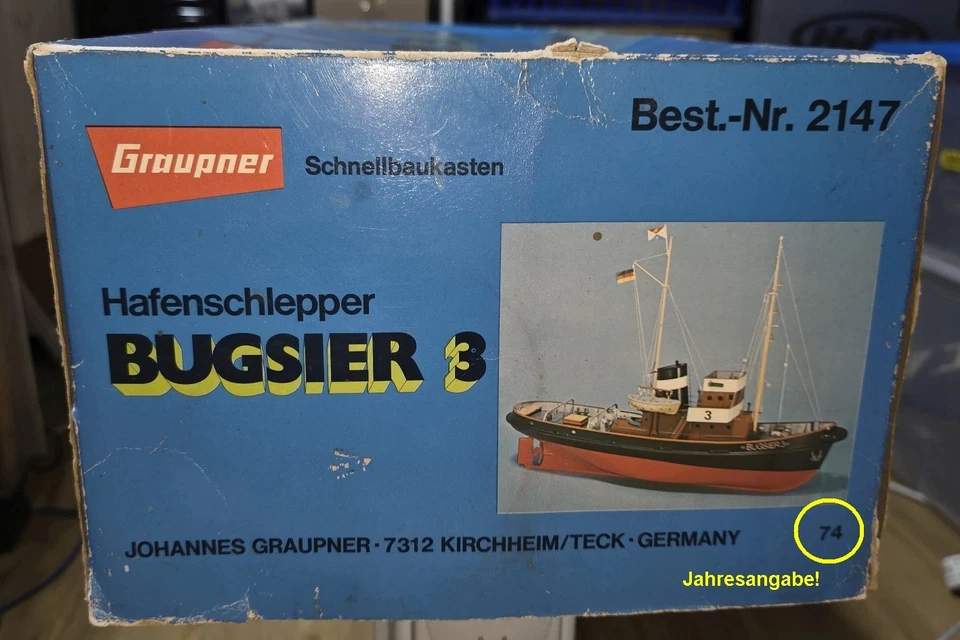 Best.-Nr. 2147
Graupner
Schnellbaukasten
Hafenschlepper
BUGSIER 3
3
JOHANNES GRAUPNER · 7312 KIRCHHEIM/TECK · GERMANY
74
Jahresangabe!